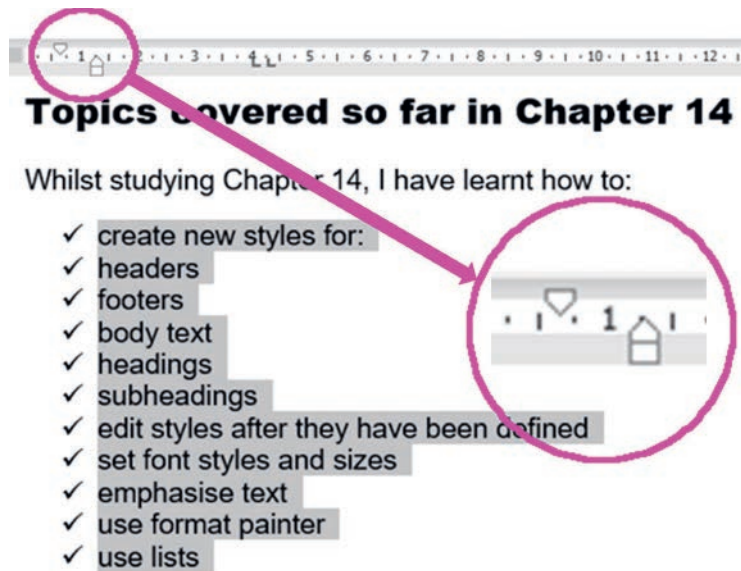 1 2 3 4 5 6 7 8 9 10 11 12
Topics covered so far in Chapter 14
Whilst studying Chapter 14, I have learnt how to:
✓ create new styles for:
✓ headers
✓ footers
✓ body text
✓ headings
✓ subheadings
✓ edit styles after they have been defined
✓ set font styles and sizes
✓ emphasise text
✓ use format painter
✓ use lists
1